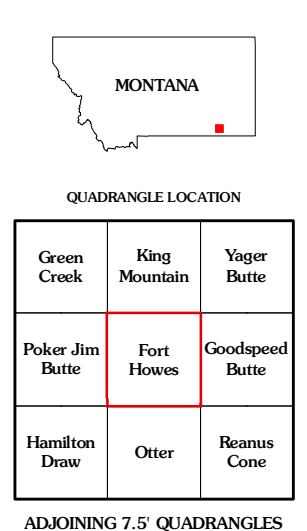 MONTANA
QUADRANGLE LOCATION
Green
Creek
King
Mountain
Yager
Butte
Poker Jim
Butte
Fort
Howes
Goodspeed
Butte
Hamilton
Draw
Otter
Reanus
Cone
ADJOINING 7.5' QUADRANGLES